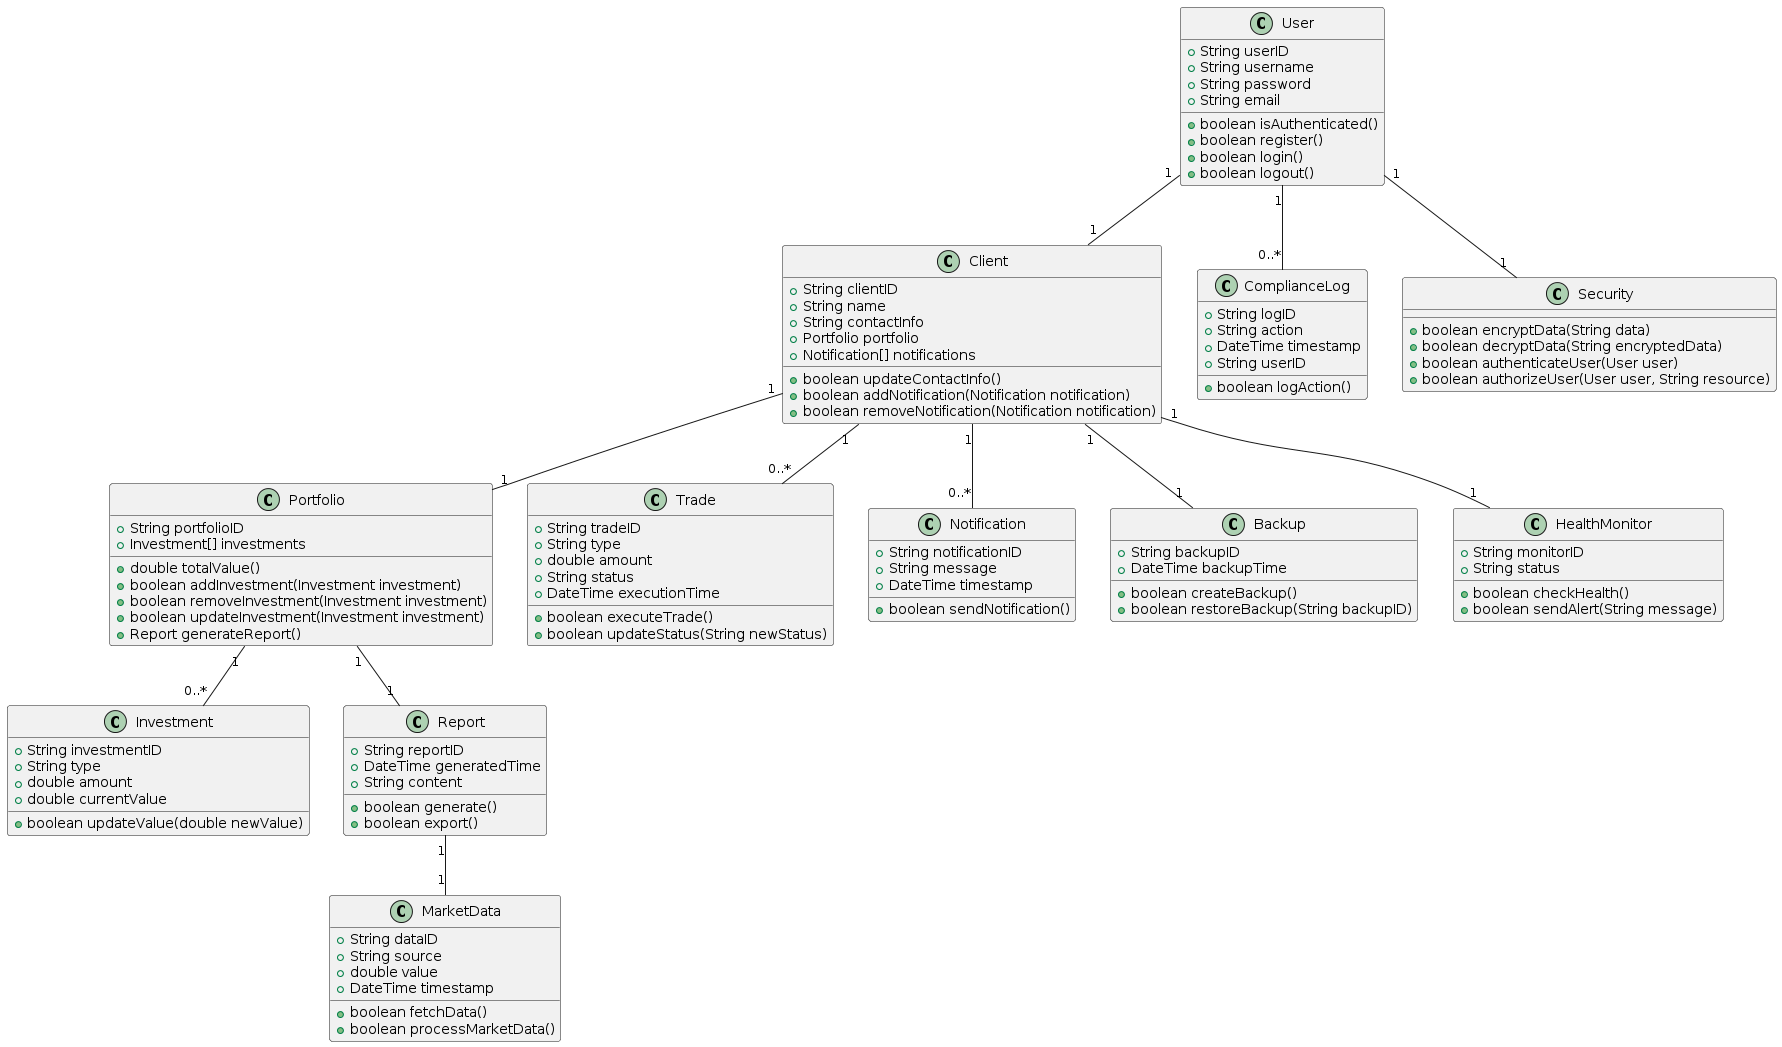 C User
String userID
String username
String password
String email
boolean isAuthenticated()
boolean register()
boolean login()
boolean logout()
1
1
1
1
0..*
1
C Client
String clientID
String name
String contactInfo
Portfolio portfolio
Notification[] notifications
boolean updateContactInfo()
boolean addNotification(Notification notification)
boolean removeNotification(Notification notification)
C ComplianceLog
String logID
String action
DateTime timestamp
String userID
boolean logAction()
C Security
boolean encryptData(String data)
boolean decryptData(String encryptedData)
boolean authenticateUser(User user)
boolean authorizeUser(User user, String resource)
1
1
1
1
1
1
0..*
0..*
1
1
C Portfolio
String portfolioID
Investment[] investments
double totalValue()
boolean addInvestment(Investment investment)
boolean removeInvestment(Investment investment)
boolean updateInvestment(Investment investment)
Report generateReport()
C Trade
String tradeID
String type
double amount
String status
DateTime executionTime
boolean executeTrade()
boolean updateStatus(String newStatus)
C Notification
String notificationID
String message
DateTime timestamp
boolean sendNotification()
C Backup
String backupID
DateTime backupTime
boolean createBackup()
boolean restoreBackup(String backupID)
C HealthMonitor
String monitorID
String status
boolean checkHealth()
boolean sendAlert(String message)
1
1
0..*
1
C Investment
String investmentID
String type
double amount
double currentValue
boolean updateValue(double newValue)
C Report
String reportID
DateTime generatedTime
String content
boolean generate()
boolean export()
1
1
C MarketData
String dataID
String source
double value
DateTime timestamp
boolean fetchData()
boolean processMarketData()